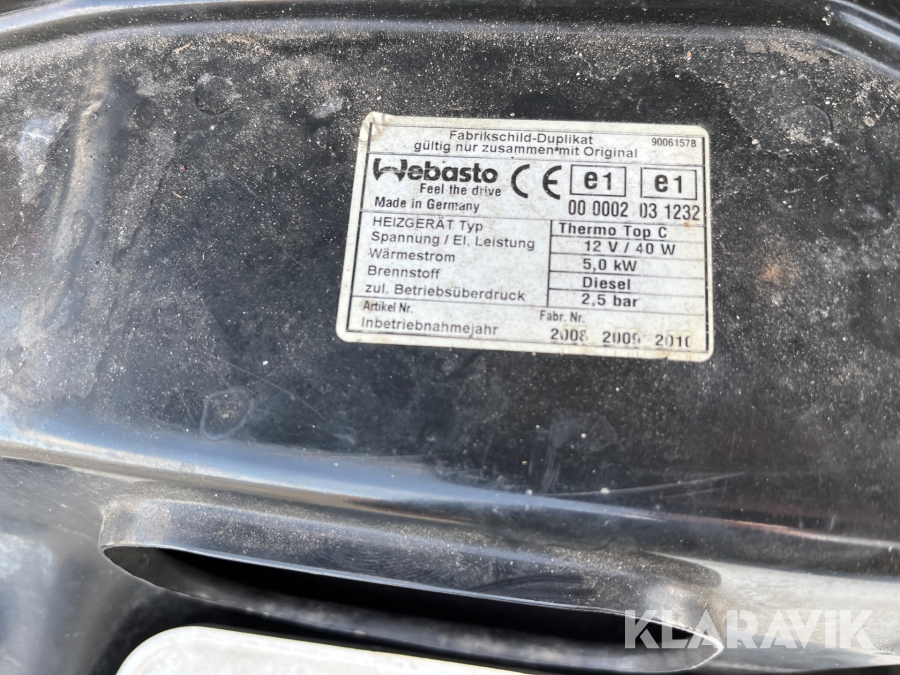 Fabrikschild-Duplikat
gültig nur zusammen mit Original
9006157B
Webasto
Feel the drive
Made in Germany
CE e1 e1
00 0002 03 1232
HEIZGERÄT Typ Thermo Top C
Spannung / El. Leistung 12 V / 40 W
Wärmestrom 5,0 kW
Brennstoff Diesel
zul. Betriebsüberdruck 2,5 bar
Artikel Nr. Fabr. Nr.
Inbetriebnahmejahr 2008 2009 2010
KLARAVIK